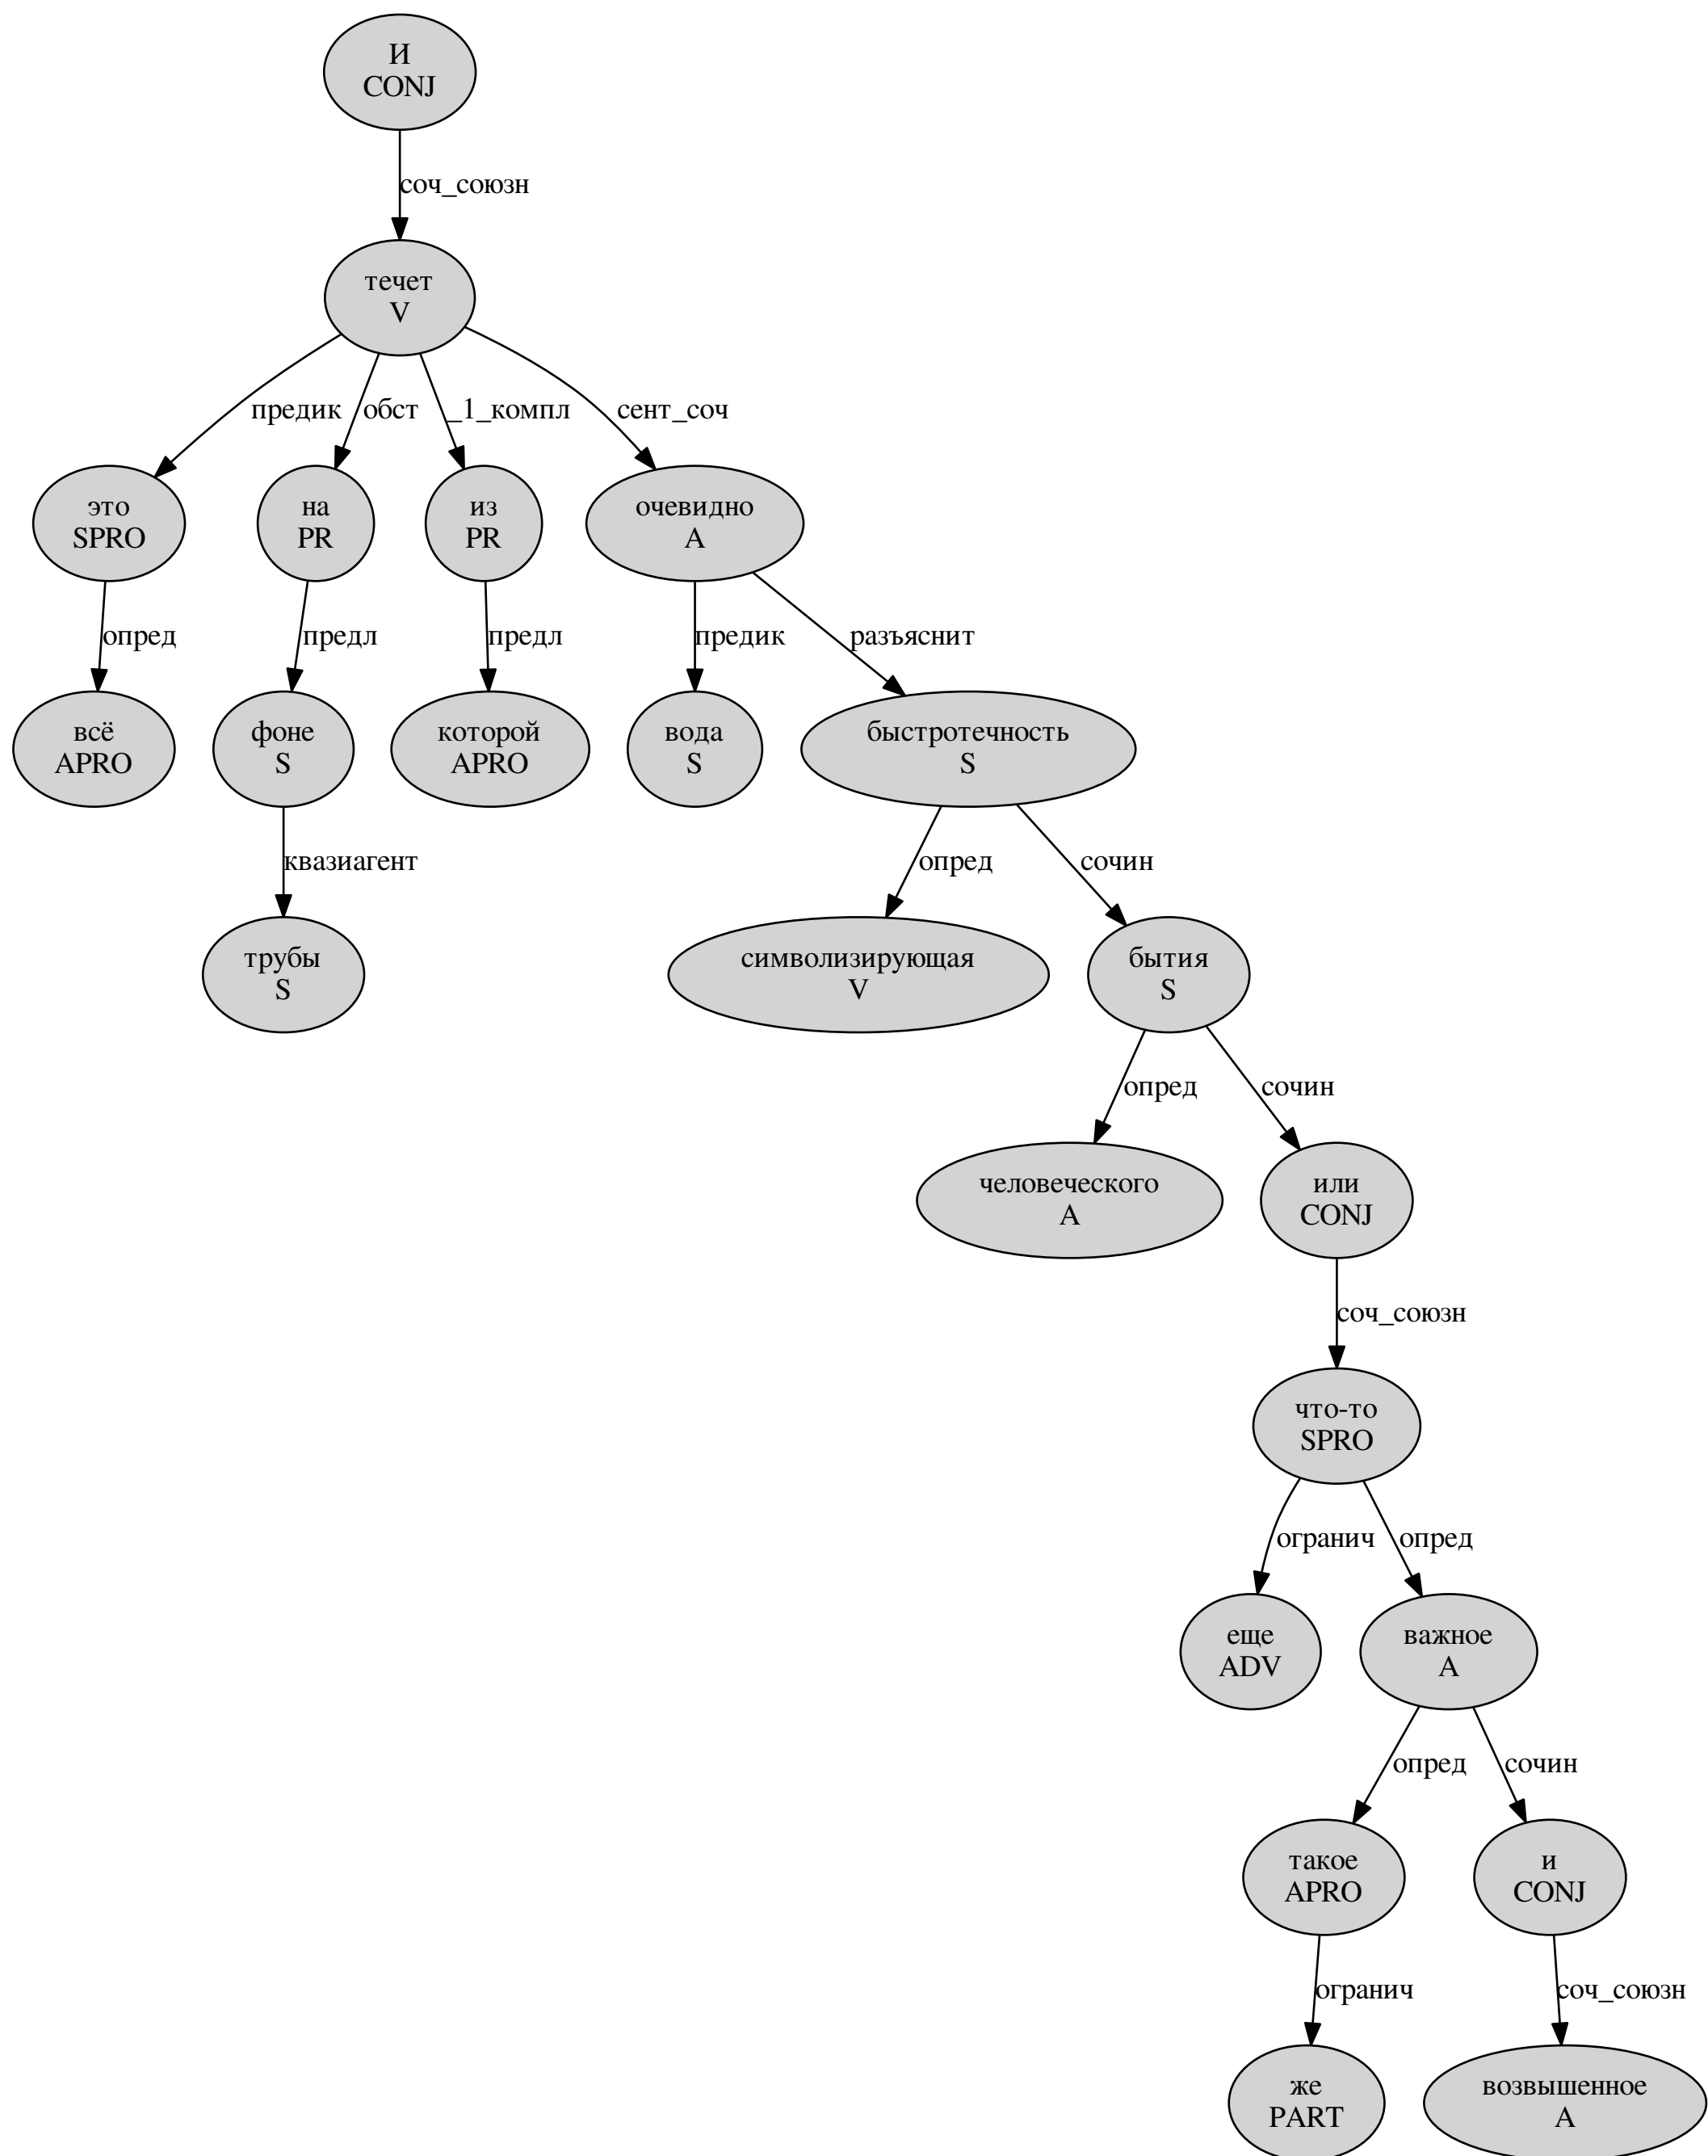 И
CONJ
соч_союзн
течет
V
предик
обст
_1_компл
сент_соч
это
SPRO
на
PR
из
PR
очевидно
A
опред
предл
предл
предик
разъяснит
всё
APRO
фоне
S
которой
APRO
вода
S
быстротечность
S
квазиагент
опред
сочин
трубы
S
символизирующая
V
бытия
S
опред
сочин
человеческого
A
или
CONJ
соч_союзн
что-то
SPRO
огранич
опред
еще
ADV
важное
A
опред
сочин
такое
APRO
и
CONJ
огранич
соч_союзн
же
PART
возвышенное
A